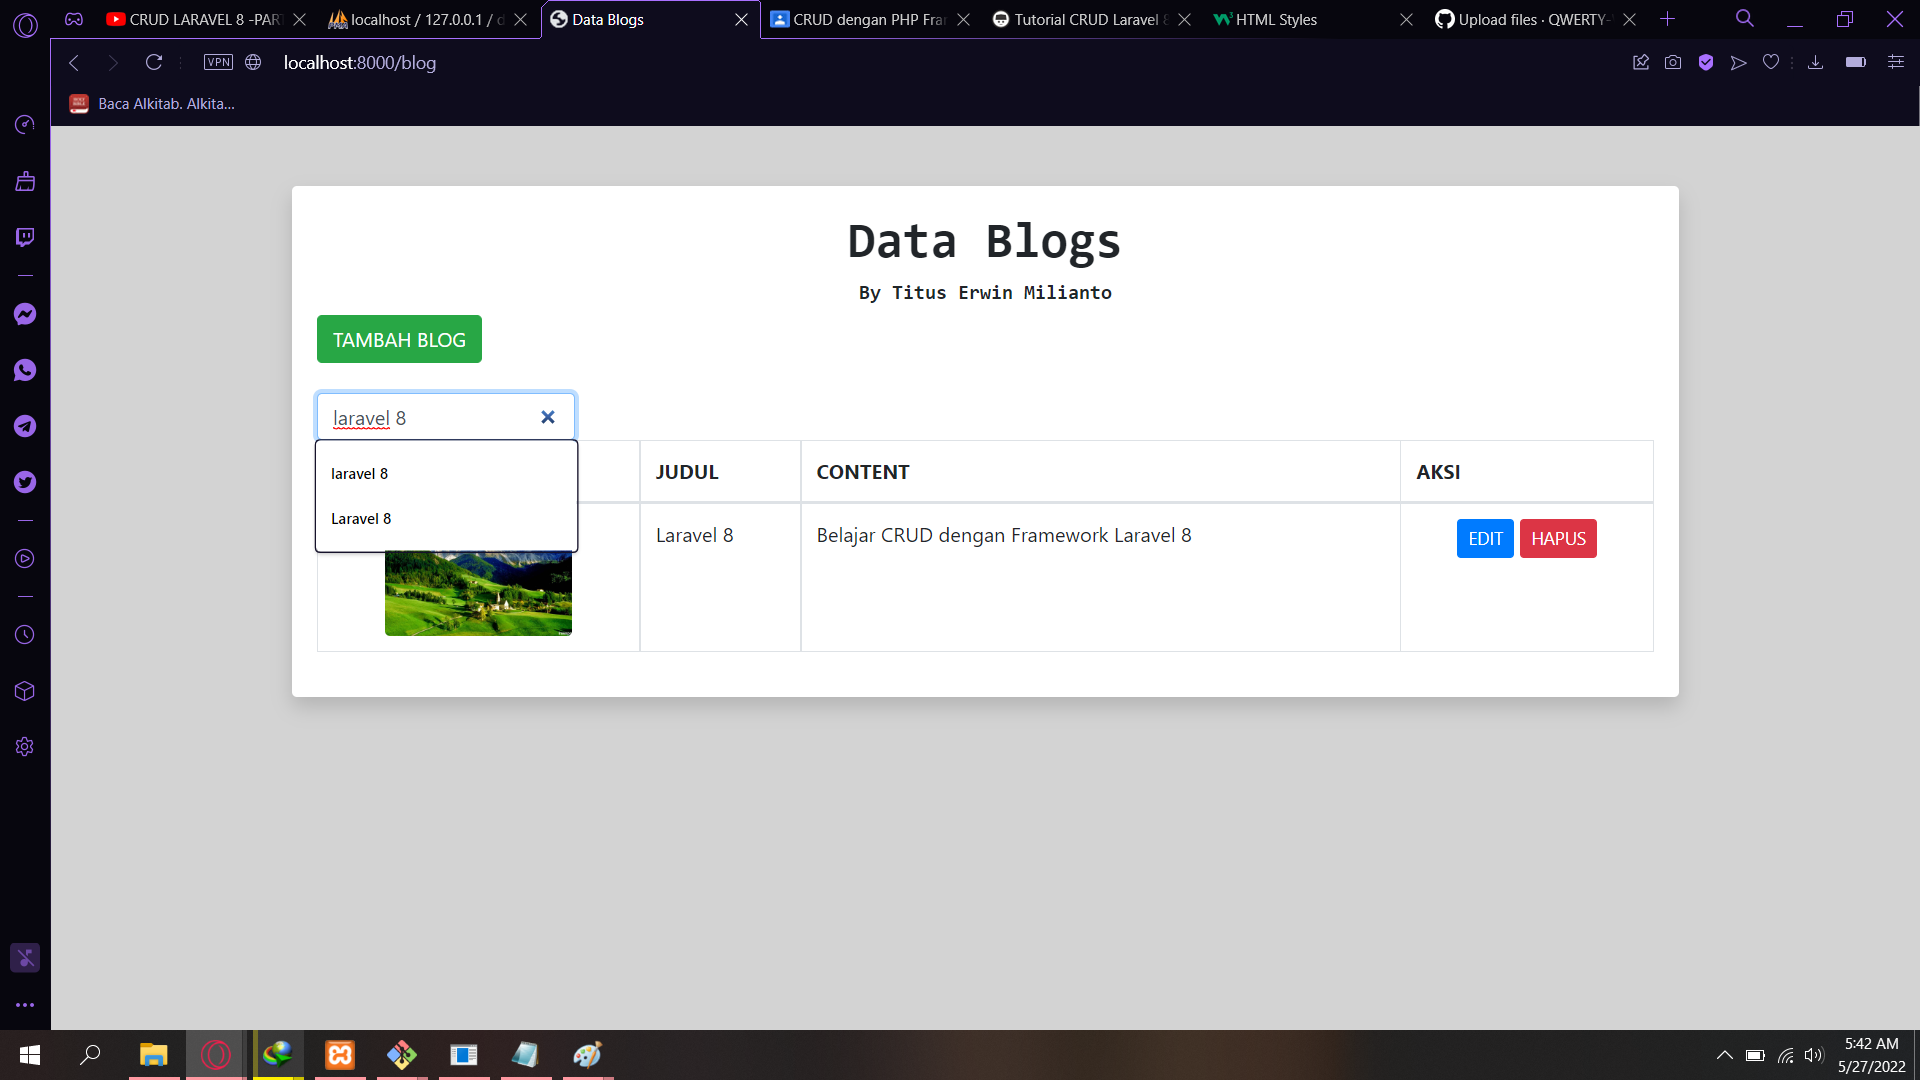 CRUD LARAVEL 8 -PAR
localhost / 127.0.0.1 / d
Data Blogs
CRUD dengan PHP Fra
Tutorial CRUD Laravel 8
HTML Styles
Upload files · QWERTY-
VPN
localhost:8000/blog
Baca Alkitab. Alkita...
Data Blogs
By Titus Erwin Milianto
TAMBAH BLOG
laravel 8
laravel 8
Laravel 8
JUDUL
CONTENT
AKSI
Laravel 8
Belajar CRUD dengan Framework Laravel 8
EDIT
HAPUS
5:42 AM
5/27/2022